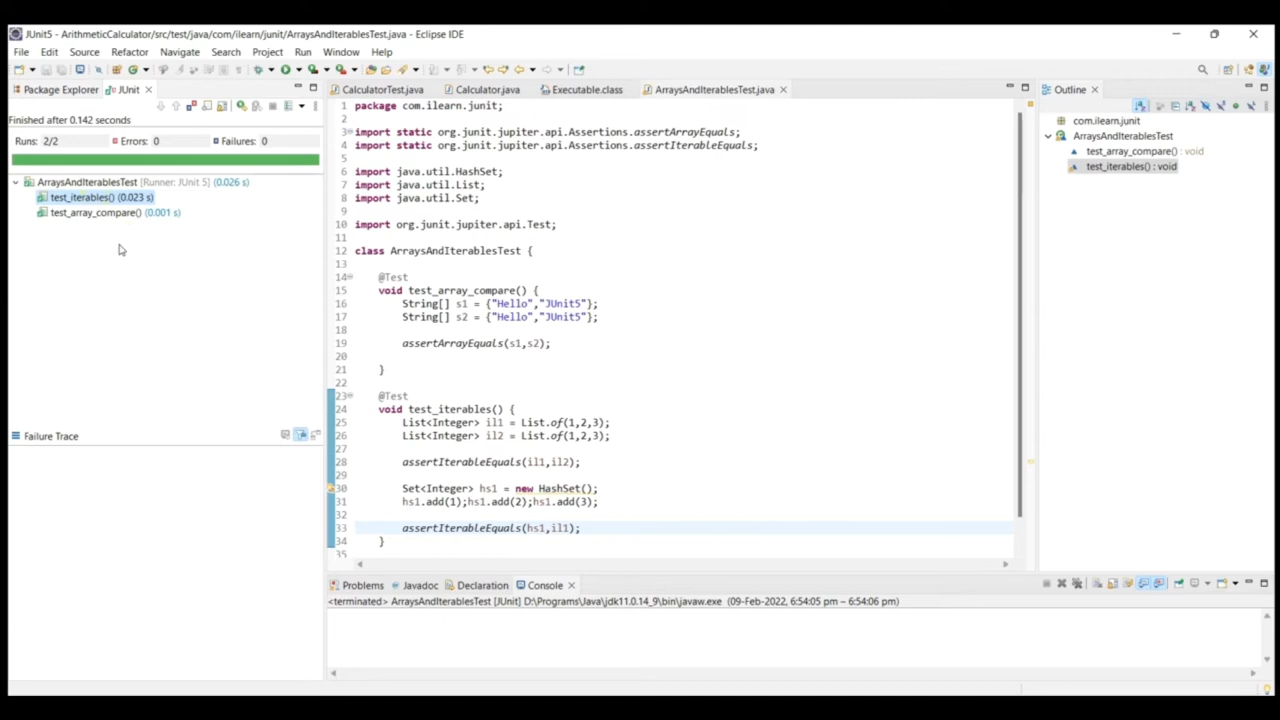 JUnit5 - ArithmeticCalculator/src/test/java/com/ilearn/junit/ArraysAndIterablesTest.java - Eclipse IDE
File Edit Source Refactor Navigate Search Project Run Window Help
Package Explorer JUnit
CalculatorTest.java Calculator.java Executable.class ArraysAndIterablesTest.java
Outline
Finished after 0.142 seconds
Runs: 2/2 Errors: 0 Failures: 0
ArraysAndIterablesTest [Runner: JUnit 5] (0.026 s)
test_iterables() (0.023 s)
test_array_compare() (0.001 s)
Failure Trace
1 package com.ilearn.junit;
2
3 import static org.junit.jupiter.api.Assertions.assertArrayEquals;
4 import static org.junit.jupiter.api.Assertions.assertIterableEquals;
5
6 import java.util.HashSet;
7 import java.util.List;
8 import java.util.Set;
9
10 import org.junit.jupiter.api.Test;
11
12 class ArraysAndIterablesTest {
13
14 @Test
15 void test_array_compare() {
16 String[] s1 = {"Hello","JUnit5"};
17 String[] s2 = {"Hello","JUnit5"};
18
19 assertArrayEquals(s1,s2);
20
21 }
22
23 @Test
24 void test_iterables() {
25 List<Integer> il1 = List.of(1,2,3);
26 List<Integer> il2 = List.of(1,2,3);
27
28 assertIterableEquals(il1,il2);
29
30 Set<Integer> hs1 = new HashSet();
31 hs1.add(1);hs1.add(2);hs1.add(3);
32
33 assertIterableEquals(hs1,il1);
34 }
35
com.ilearn.junit
ArraysAndIterablesTest
test_array_compare() : void
test_iterables() : void
Problems Javadoc Declaration Console
<terminated> ArraysAndIterablesTest [JUnit] D:\Programs\Java\jdk11.0.14_9\bin\javaw.exe (09-Feb-2022, 6:54:05 pm – 6:54:06 pm)